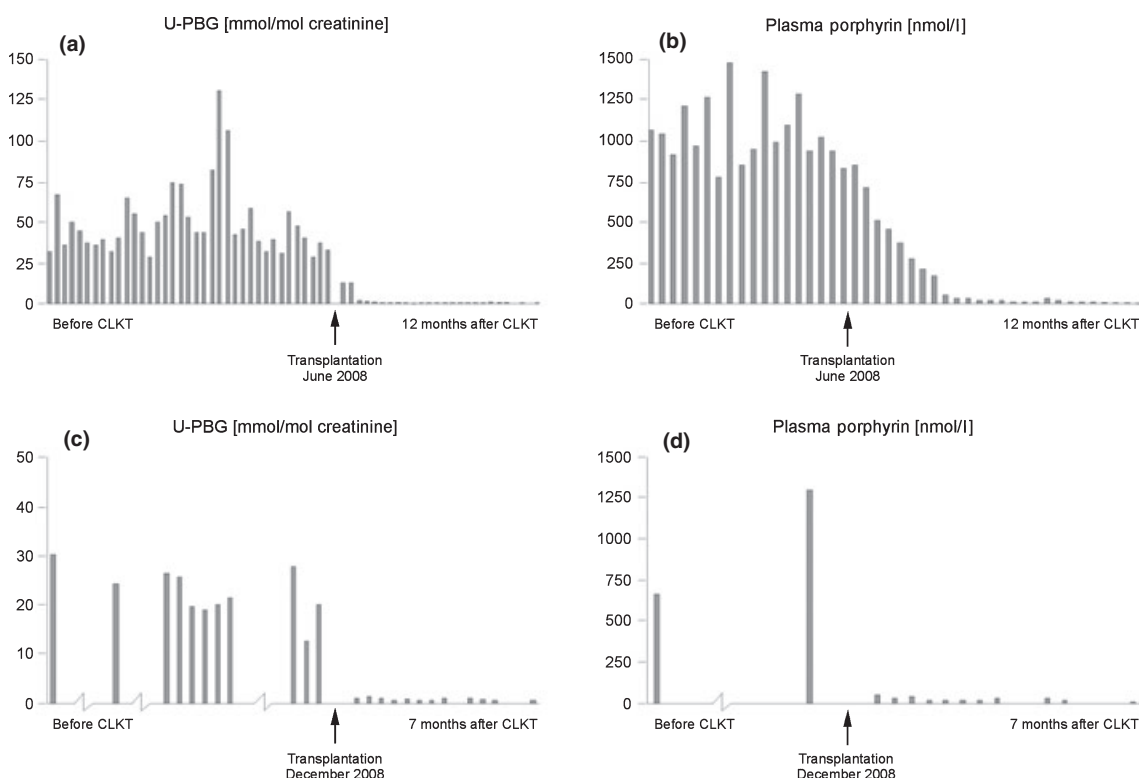 U-PBG [mmol/mol creatinine]
(a)
150
125
100
75
50
25
0
Before CLKT
12 months after CLKT
Transplantation
June 2008
Plasma porphyrin [nmol/l]
(b)
1500
1250
1000
750
500
250
0
Before CLKT
12 months after CLKT
Transplantation
June 2008
U-PBG [mmol/mol creatinine]
(c)
50
40
30
20
10
0
Before CLKT
7 months after CLKT
Transplantation
December 2008
Plasma porphyrin [nmol/l]
(d)
1500
1250
1000
750
500
250
0
Before CLKT
7 months after CLKT
Transplantation
December 2008